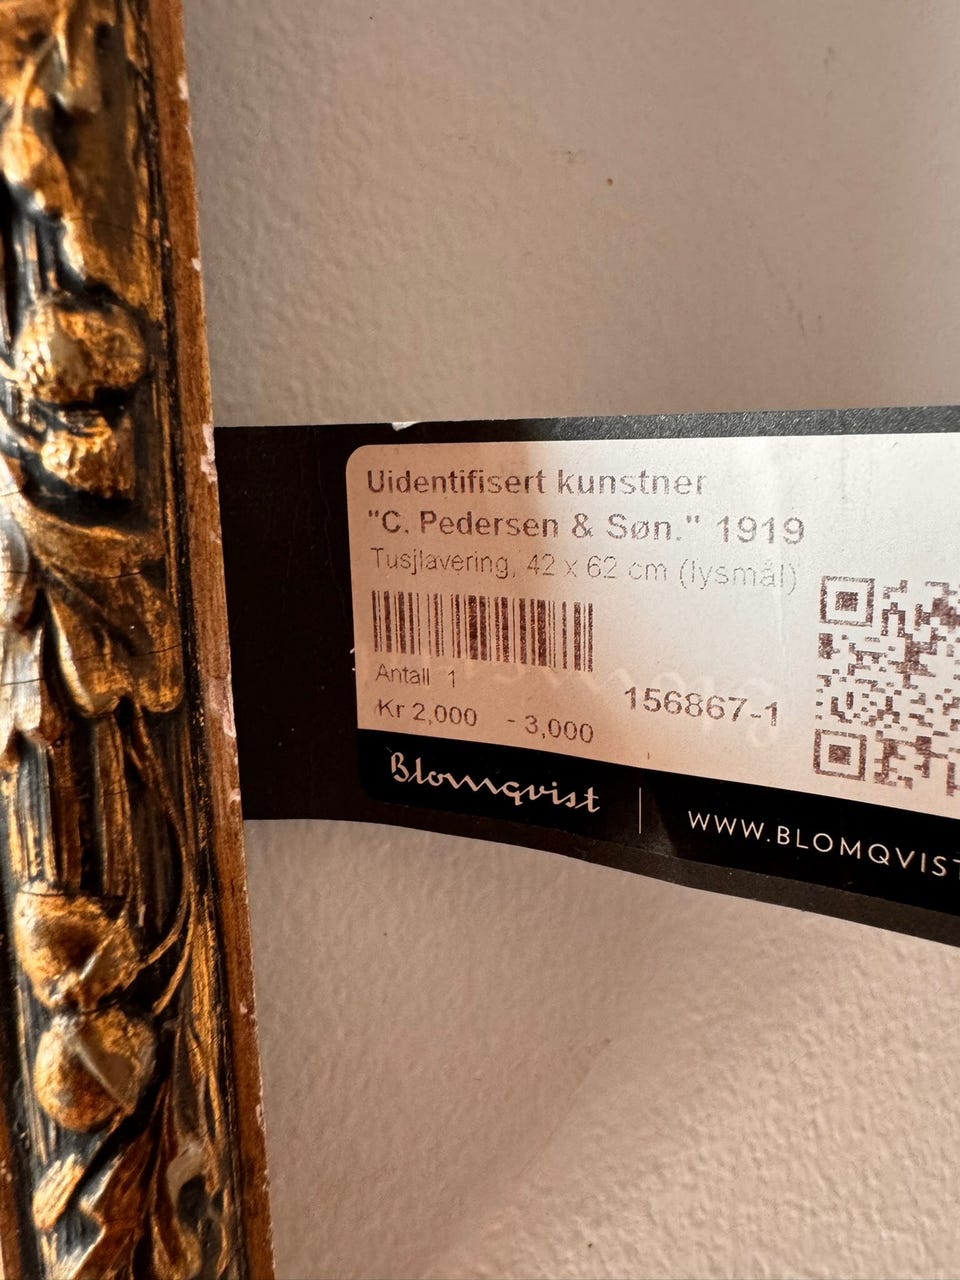 Uidentifisert kunstner
"C. Pedersen & Søn." 1919
Tusjlavering, 42 x 62 cm (lysmål)
Antall 1
156867-1
Kr 2,000 - 3,000
Blomqvist
WWW.BLOMQVIST